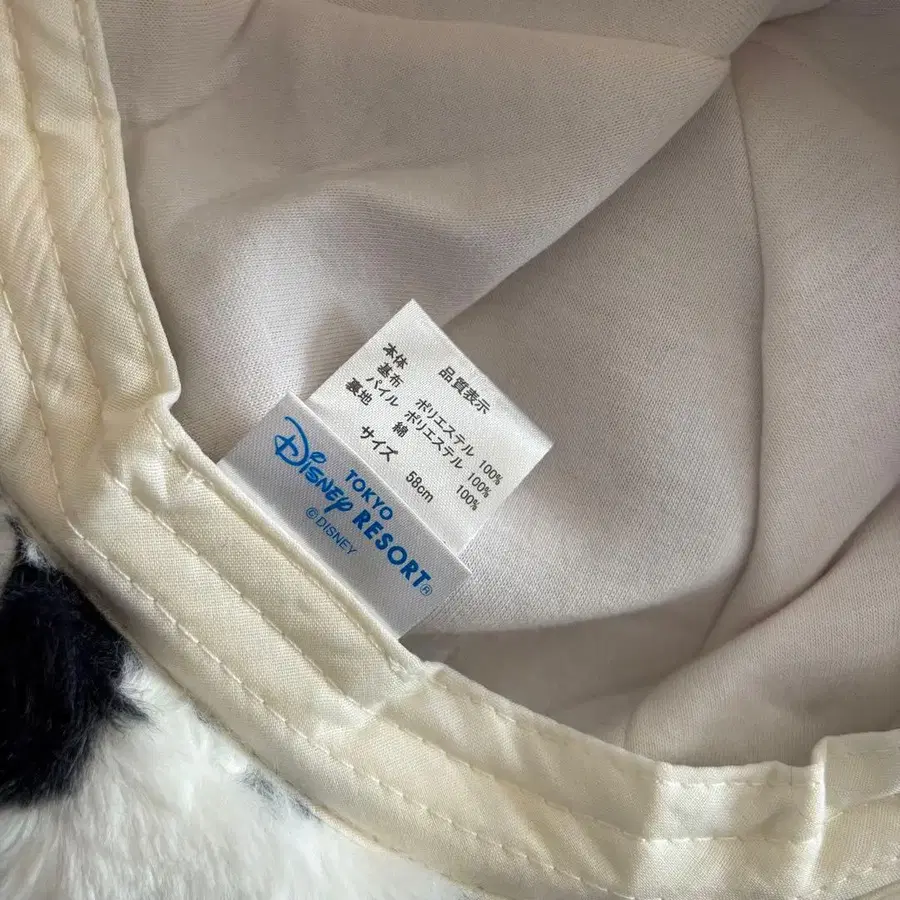 品質表示
本体
基布 ポリエステル 100%
パイル ポリエステル 100%
裏地 綿 100%
サイズ 58cm
TOKYO
DISNEY RESORT®
©DISNEY